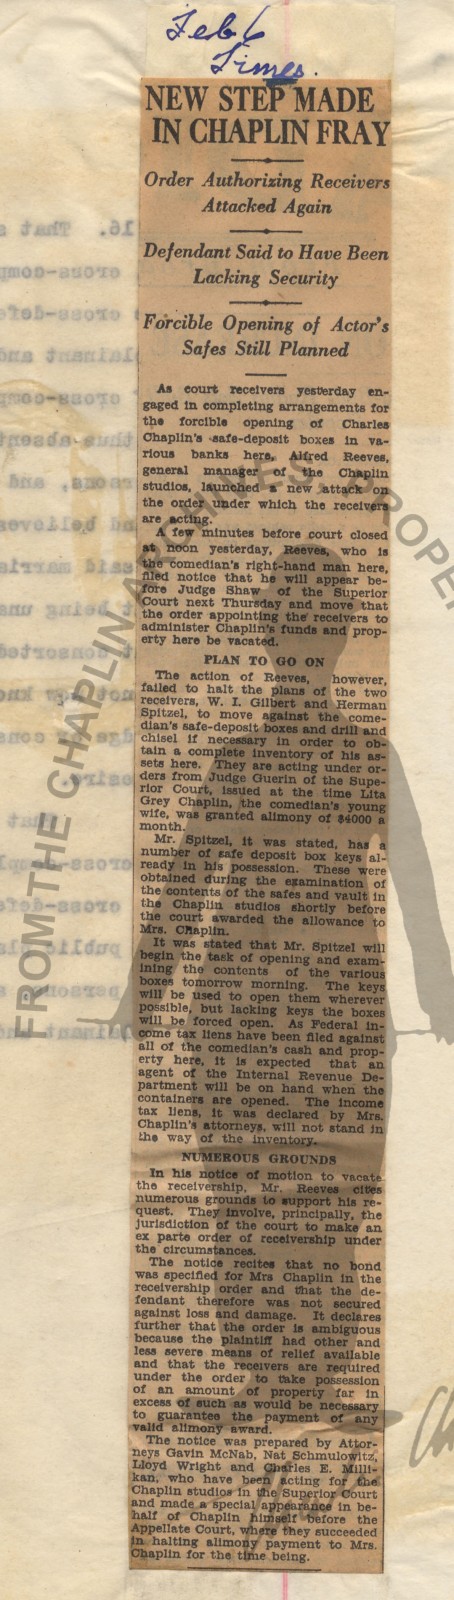 Feb 6
Times.
NEW STEP MADE
IN CHAPLIN FRAY
Order Authorizing Receivers
Attacked Again
Defendant Said to Have Been
Lacking Security
Forcible Opening of Actor's
Safes Still Planned
As court receivers yesterday en-
gaged in completing arrangements for
the forcible opening of Charles
Chaplin's safe-deposit boxes in va-
rious banks here, Alfred Reeves,
general manager of the Chaplin
studios, launched a new attack on
the order under which the receivers
are acting.
A few minutes before court closed
at noon yesterday, Reeves, who is
the comedian's right-hand man here,
filed notice that he will appear be-
fore Judge Shaw of the Superior
Court next Thursday and move that
the order appointing the receivers to
administer Chaplin's funds and prop-
erty here be vacated.
PLAN TO GO ON
The action of Reeves, however,
failed to halt the plans of the two
receivers, W. I. Gilbert and Herman
Spitzel, to move against the come-
dian's safe-deposit boxes and drill and
chisel if necessary in order to ob-
tain a complete inventory of his as-
sets here. They are acting under or-
ders from Judge Guerin of the Supe-
rior Court, issued at the time Lita
Grey Chaplin, the comedian's young
wife, was granted alimony of $4000 a
month.
Mr. Spitzel, it was stated, has a
number of safe deposit box keys al-
ready in his possession. These were
obtained during the examination of
the contents of the safes and vault in
the Chaplin studios shortly before
the court awarded the allowance to
Mrs. Chaplin.
It was stated that Mr. Spitzel will
begin the task of opening and exam-
ining the contents of the various
boxes tomorrow morning. The keys
will be used to open them wherever
possible, but lacking keys the boxes
will be forced open. As Federal in-
come tax liens have been filed against
all of the comedian's cash and prop-
erty here, it is expected that an
agent of the Internal Revenue De-
partment will be on hand when the
containers are opened. The income
tax liens, it was declared by Mrs.
Chaplin's attorneys, will not stand in
the way of the inventory.
NUMEROUS GROUNDS
In his notice of motion to vacate
the receivership, Mr. Reeves cites
numerous grounds to support his re-
quest. They involve, principally, the
jurisdiction of the court to make an
ex parte order of receivership under
the circumstances.
The notice recites that no bond
was specified for Mrs Chaplin in the
receivership order and that the de-
fendant therefore was not secured
against loss and damage. It declares
further that the order is ambiguous
because the plaintiff had other and
less severe means of relief available
and that the receivers are required
under the order to take possession
of an amount of property far in
excess of such as would be necessary
to guarantee the payment of any
valid alimony award.
The notice was prepared by Attor-
neys Gavin McNab, Nat Schmulowitz,
Lloyd Wright and Charles E. Milli-
kan, who have been acting for the
Chaplin studios in the Superior Court
and made a special appearance in be-
half of Chaplin himself before the
Appellate Court, where they succeeded
in halting alimony payment to Mrs.
Chaplin for the time being.
FROM THE CHAPLIN ARCHIVES, PROPER
16. That
cross-comp
cross-defe
plainant and
cross-comp
thus absent
persons, and
and believes
said marria
being uns
consorted